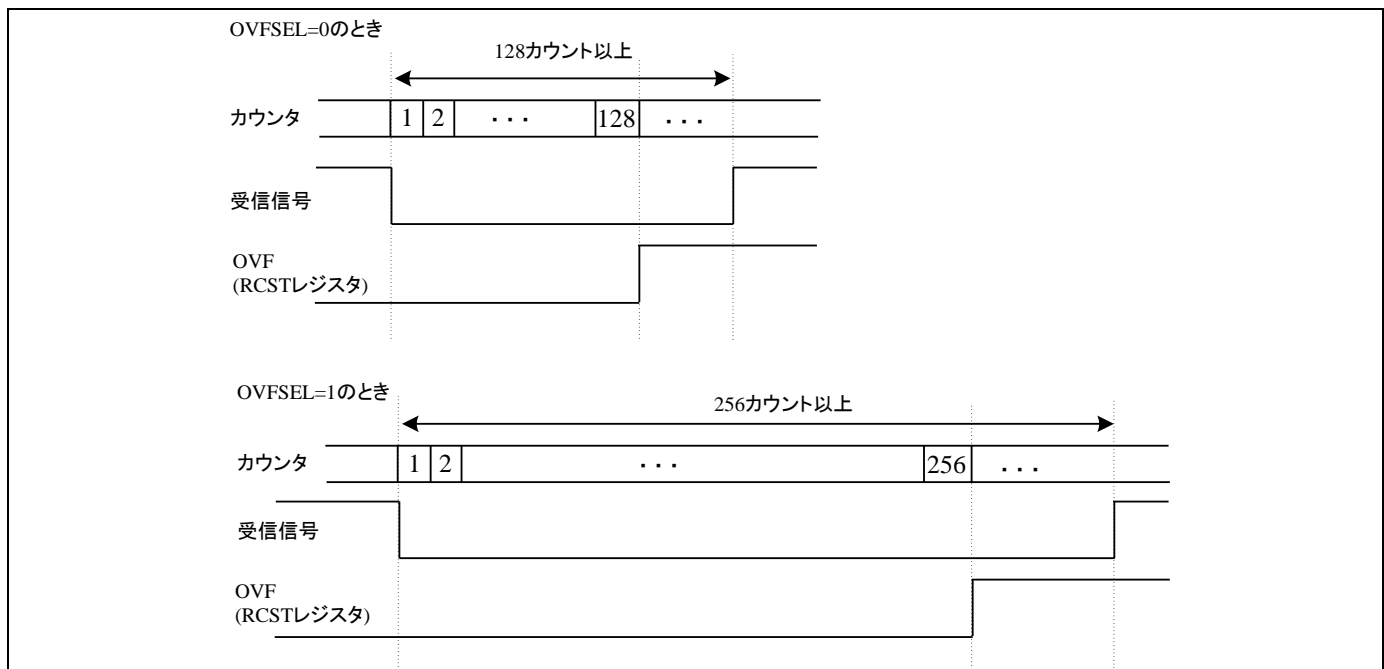 OVFSEL=0のとき
128カウント以上
カウンタ 1 2 ・・・ 128 ・・・
受信信号
OVF
(RCSTレジスタ)
OVFSEL=1のとき
256カウント以上
カウンタ 1 2 ・・・ 256 ・・・
受信信号
OVF
(RCSTレジスタ)